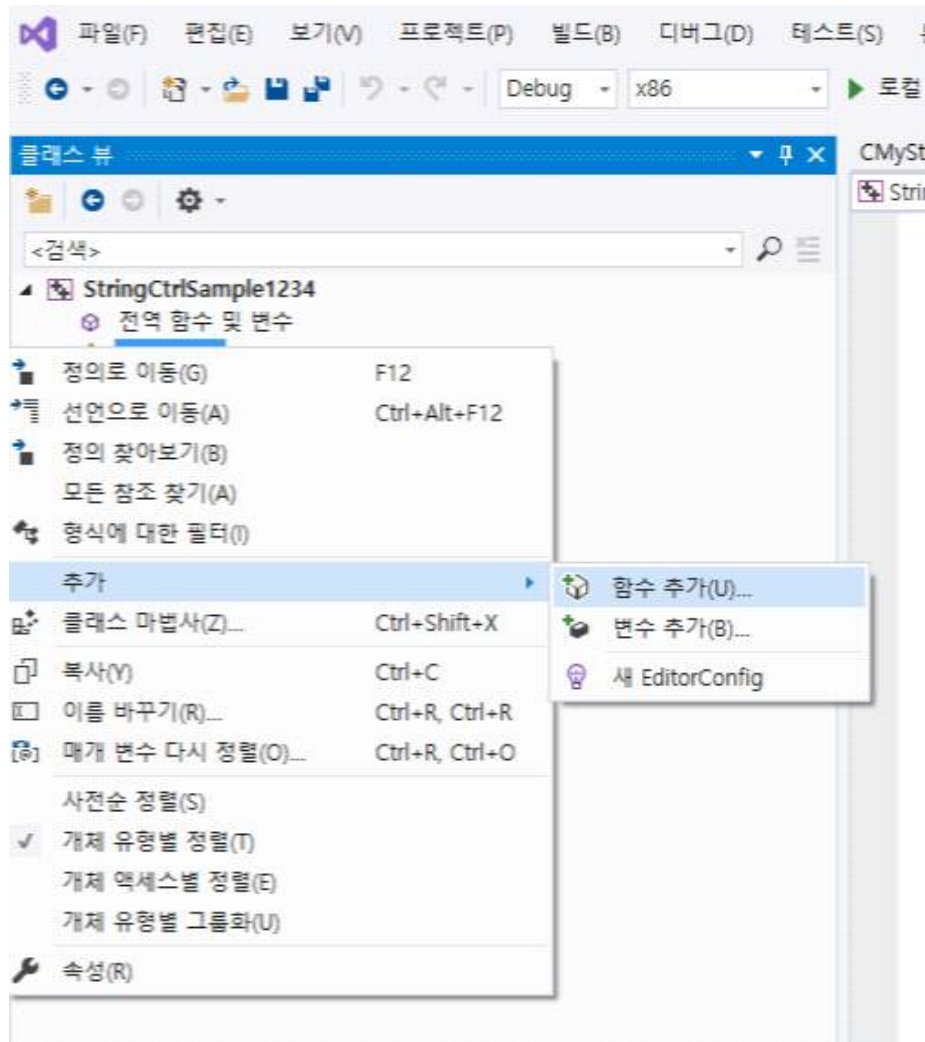 파일(F) 편집(E) 보기(V) 프로젝트(P) 빌드(B) 디버그(D) 테스트(S)
Debug x86 로컬
클래스 뷰
CMySt
Strin
<검색>
StringCtrlSample1234
전역 함수 및 변수
정의로 이동(G) F12
선언으로 이동(A) Ctrl+Alt+F12
정의 찾아보기(B)
모든 참조 찾기(A)
형식에 대한 필터(I)
추가
함수 추가(U)...
클래스 마법사(Z)... Ctrl+Shift+X
변수 추가(B)...
복사(Y) Ctrl+C
새 EditorConfig
이름 바꾸기(R)... Ctrl+R, Ctrl+R
매개 변수 다시 정렬(O)... Ctrl+R, Ctrl+O
사전순 정렬(S)
개체 유형별 정렬(T)
개체 액세스별 정렬(E)
개체 유형별 그룹화(U)
속성(R)